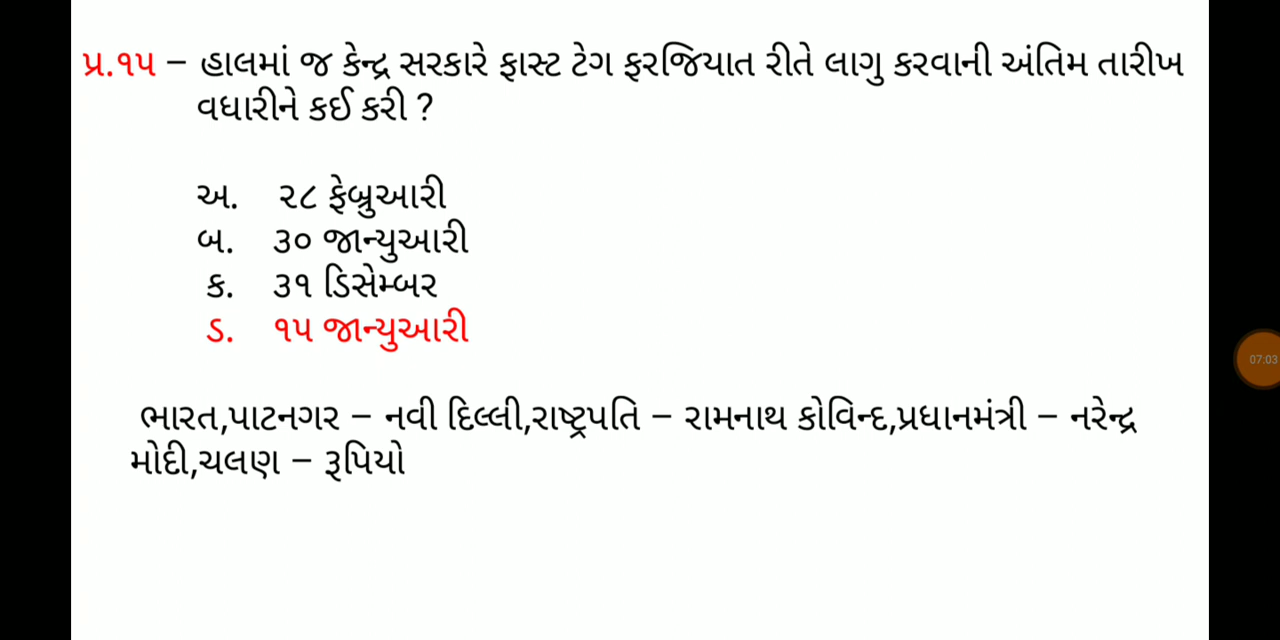 પ્ર.૧૫ – હાલમાં જ કેન્દ્ર સરકારે ફાસ્ટ ટેગ ફરજિયાત રીતે લાગુ કરવાની અંતિમ તારીખ
વધારીને કઈ કરી ?
અ. ૨૮ ફેબ્રુઆરી
બ. ૩૦ જાન્યુઆરી
ક. ૩૧ ડિસેમ્બર
ડ. ૧૫ જાન્યુઆરી
ભારત,પાટનગર – નવી દિલ્લી,રાષ્ટ્રપતિ – રામનાથ કોવિન્દ,પ્રધાનમંત્રી – નરેન્દ્ર
મોદી,ચલણ – રૂપિયો
07:03